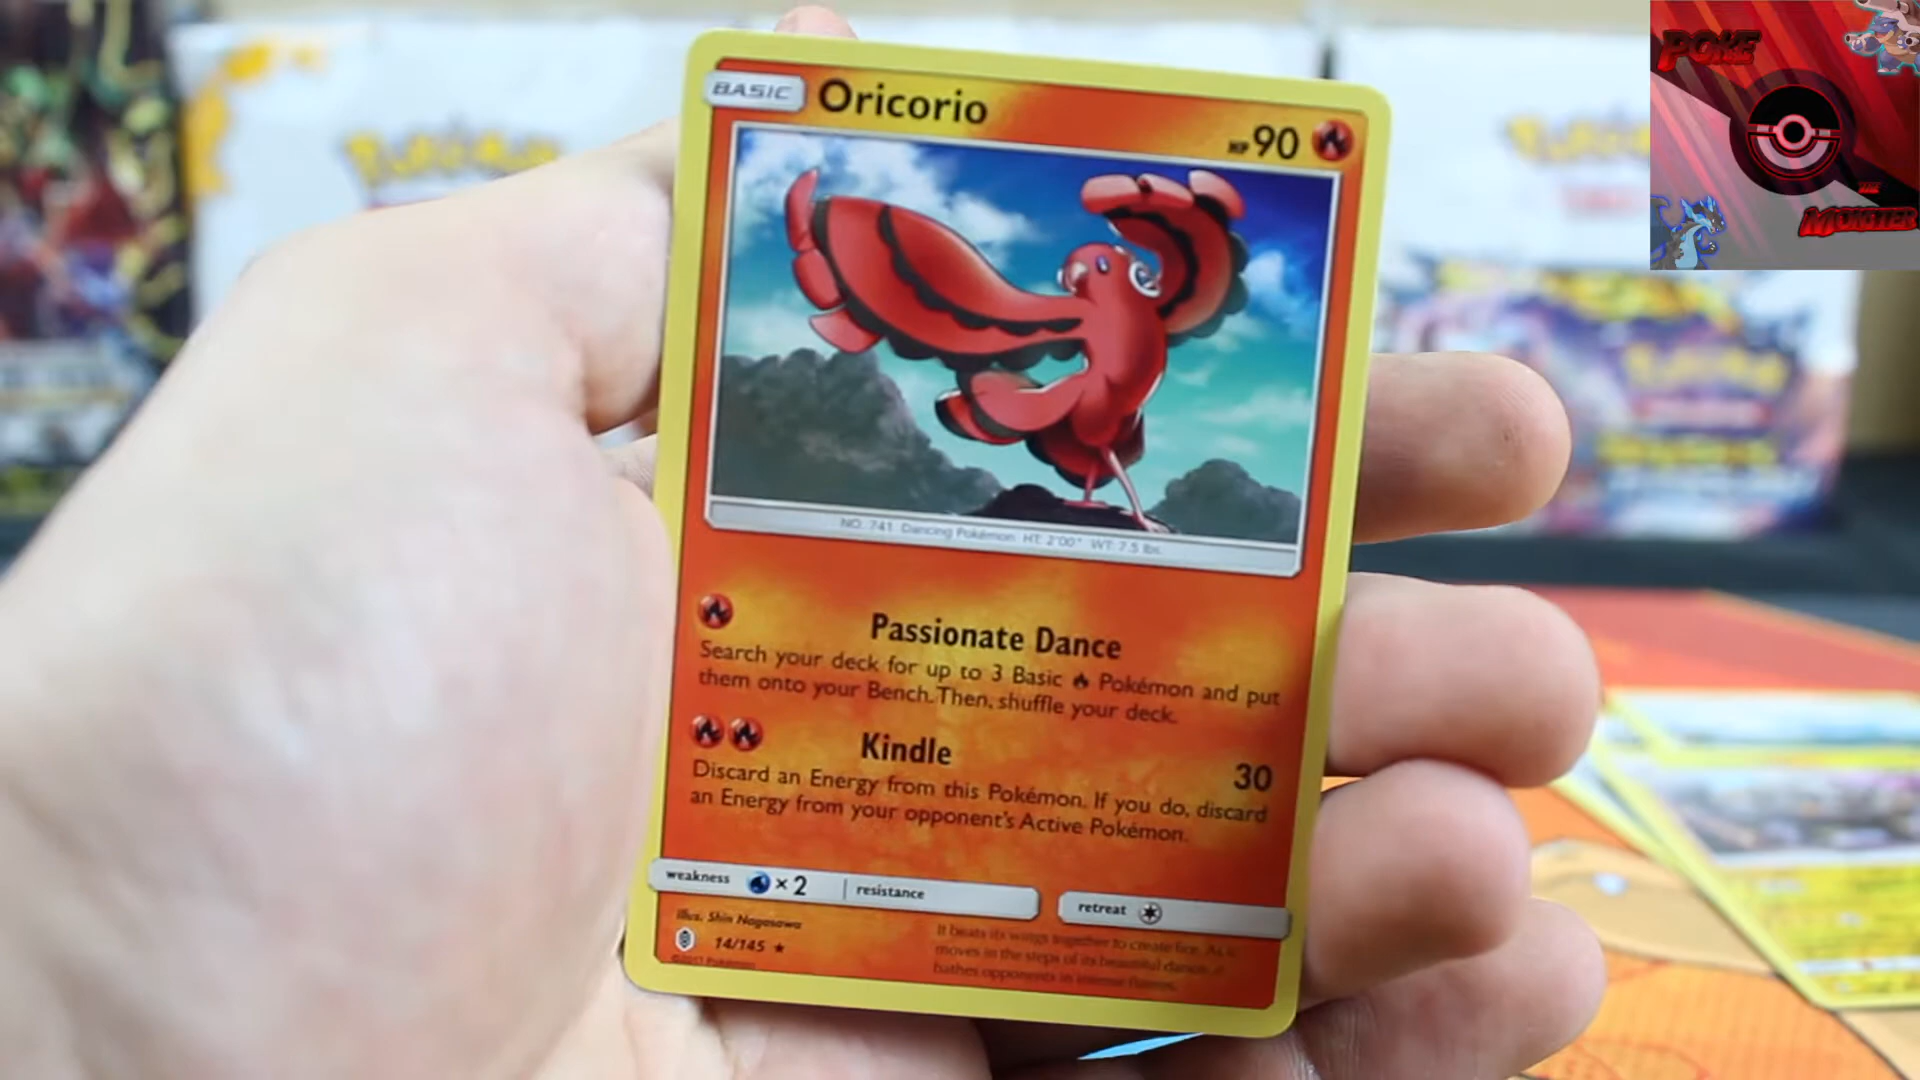 BASIC Oricorio HP 90
NO. 741 Dancing Pokémon HT: 2'00" WT: 7.5 lbs.
Passionate Dance
Search your deck for up to 3 Basic Pokémon and put
them onto your Bench. Then, shuffle your deck.
Kindle 30
Discard an Energy from this Pokémon. If you do, discard
an Energy from your opponent's Active Pokémon.
weakness × 2 resistance retreat
Illus. Shin Nagasawa
14/145 ★
©2017 Pokémon
It beats its wings together to create fire. As it
moves in the steps of its beautiful dance, it
bathes opponents in intense flames.
POKE
THE
MONSTER
Pokémon
Pokémon